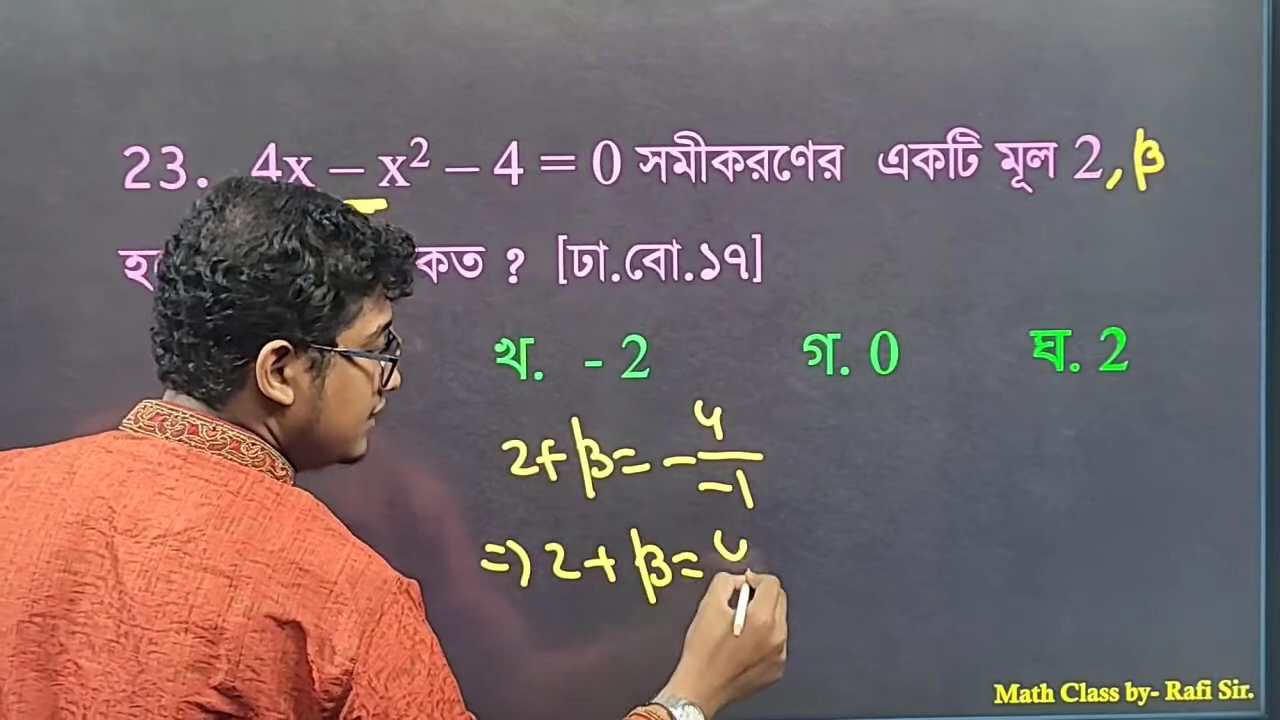 23. 4x – x² – 4 = 0 সমীকরণের একটি মূল 2, β
কত ? [ঢা.বো.১৭]
খ. - 2 গ. 0 ঘ. 2
2+β= - 4/-1
=> 2+β=
Math Class by- Rafi Sir.